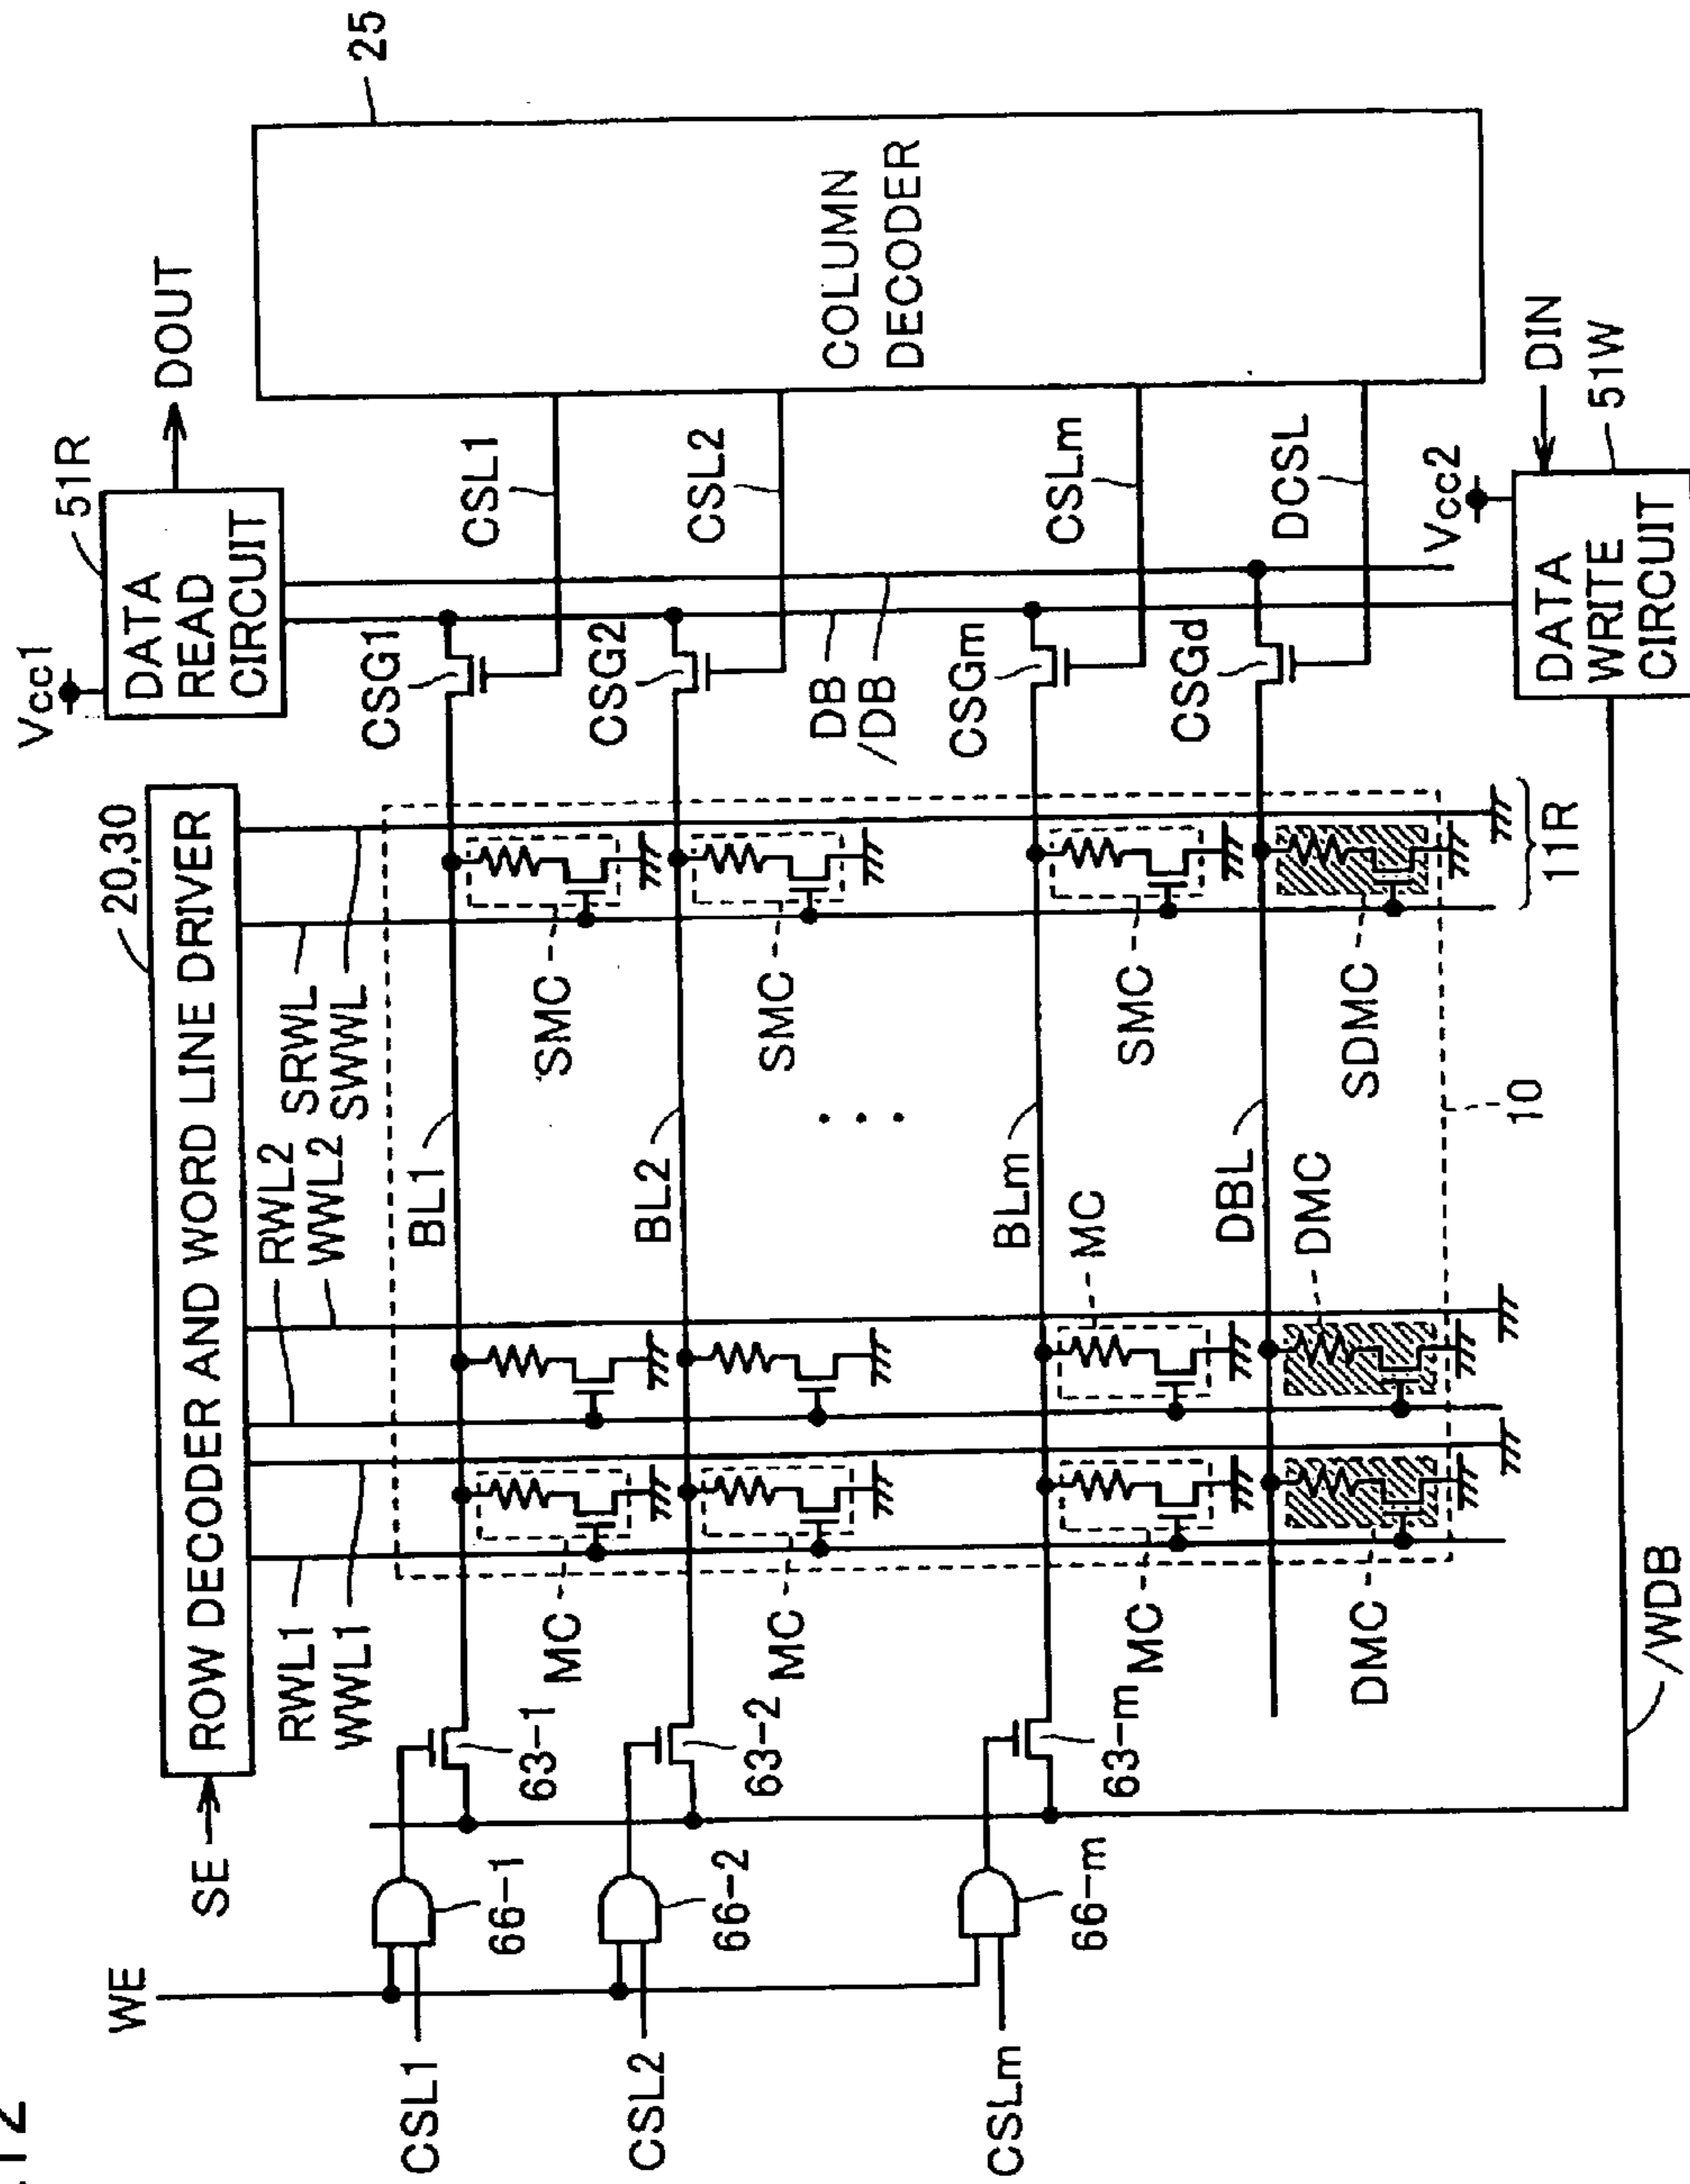 Vcc1
51R
DATA
READ
CIRCUIT
DOUT
25
COLUMN
DECODER
20,30
ROW DECODER AND WORD LINE DRIVER
SE
WE
RWL1
WWL1
RWL2
WWL2
SRWL
SWWL
CSG1
CSL1
CSG2
CSL2
DB
/DB
CSGm
CSLm
CSGd
DCSL
Vcc2
DIN
51W
DATA
WRITE
CIRCUIT
CSL1
66-1
63-1
MC
BL1
SMC
CSL2
66-2
63-2
MC
BL2
SMC
...
CSLm
66-m
63-m
MC
BLm
MC
SMC
DMC
DBL
DMC
SDMC
10
11R
/WDB